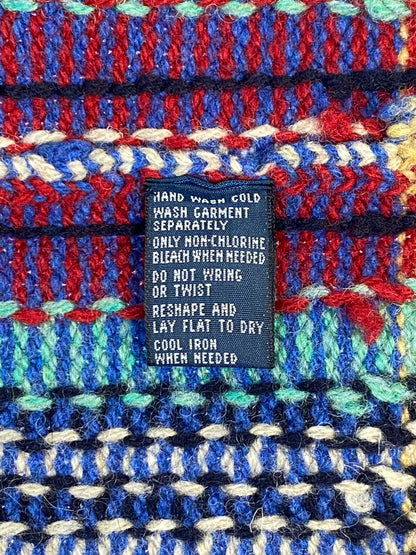 HAND WASH COLD
WASH GARMENT
SEPARATELY
ONLY NON-CHLORINE
BLEACH WHEN NEEDED
DO NOT WRING
OR TWIST
RESHAPE AND
LAY FLAT TO DRY
COOL IRON
WHEN NEEDED